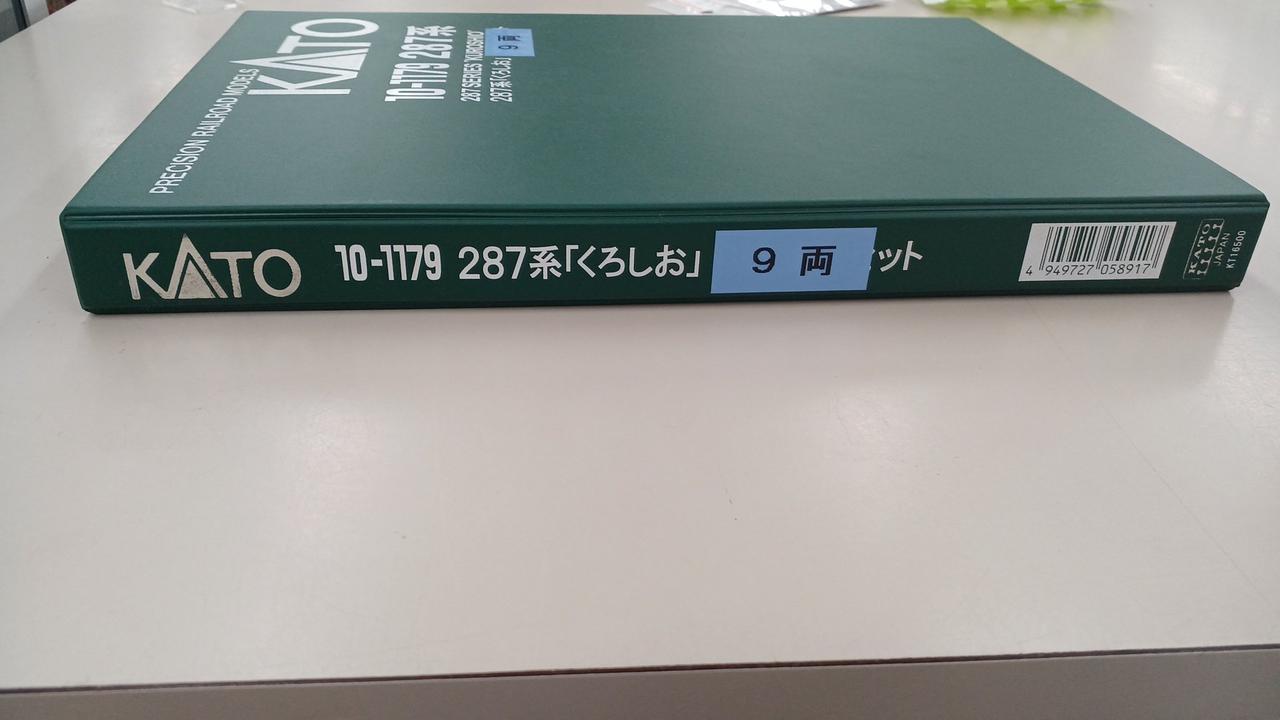 PRECISION RAILROAD MODELS
KATO
10-1179 287系
287 SERIES "KUROSHIO"
287系「くろしお」
9 両
KATO 10-1179 287系「くろしお」 9 両 ット
4 949727 058917
KATO
JAPAN
KT116500